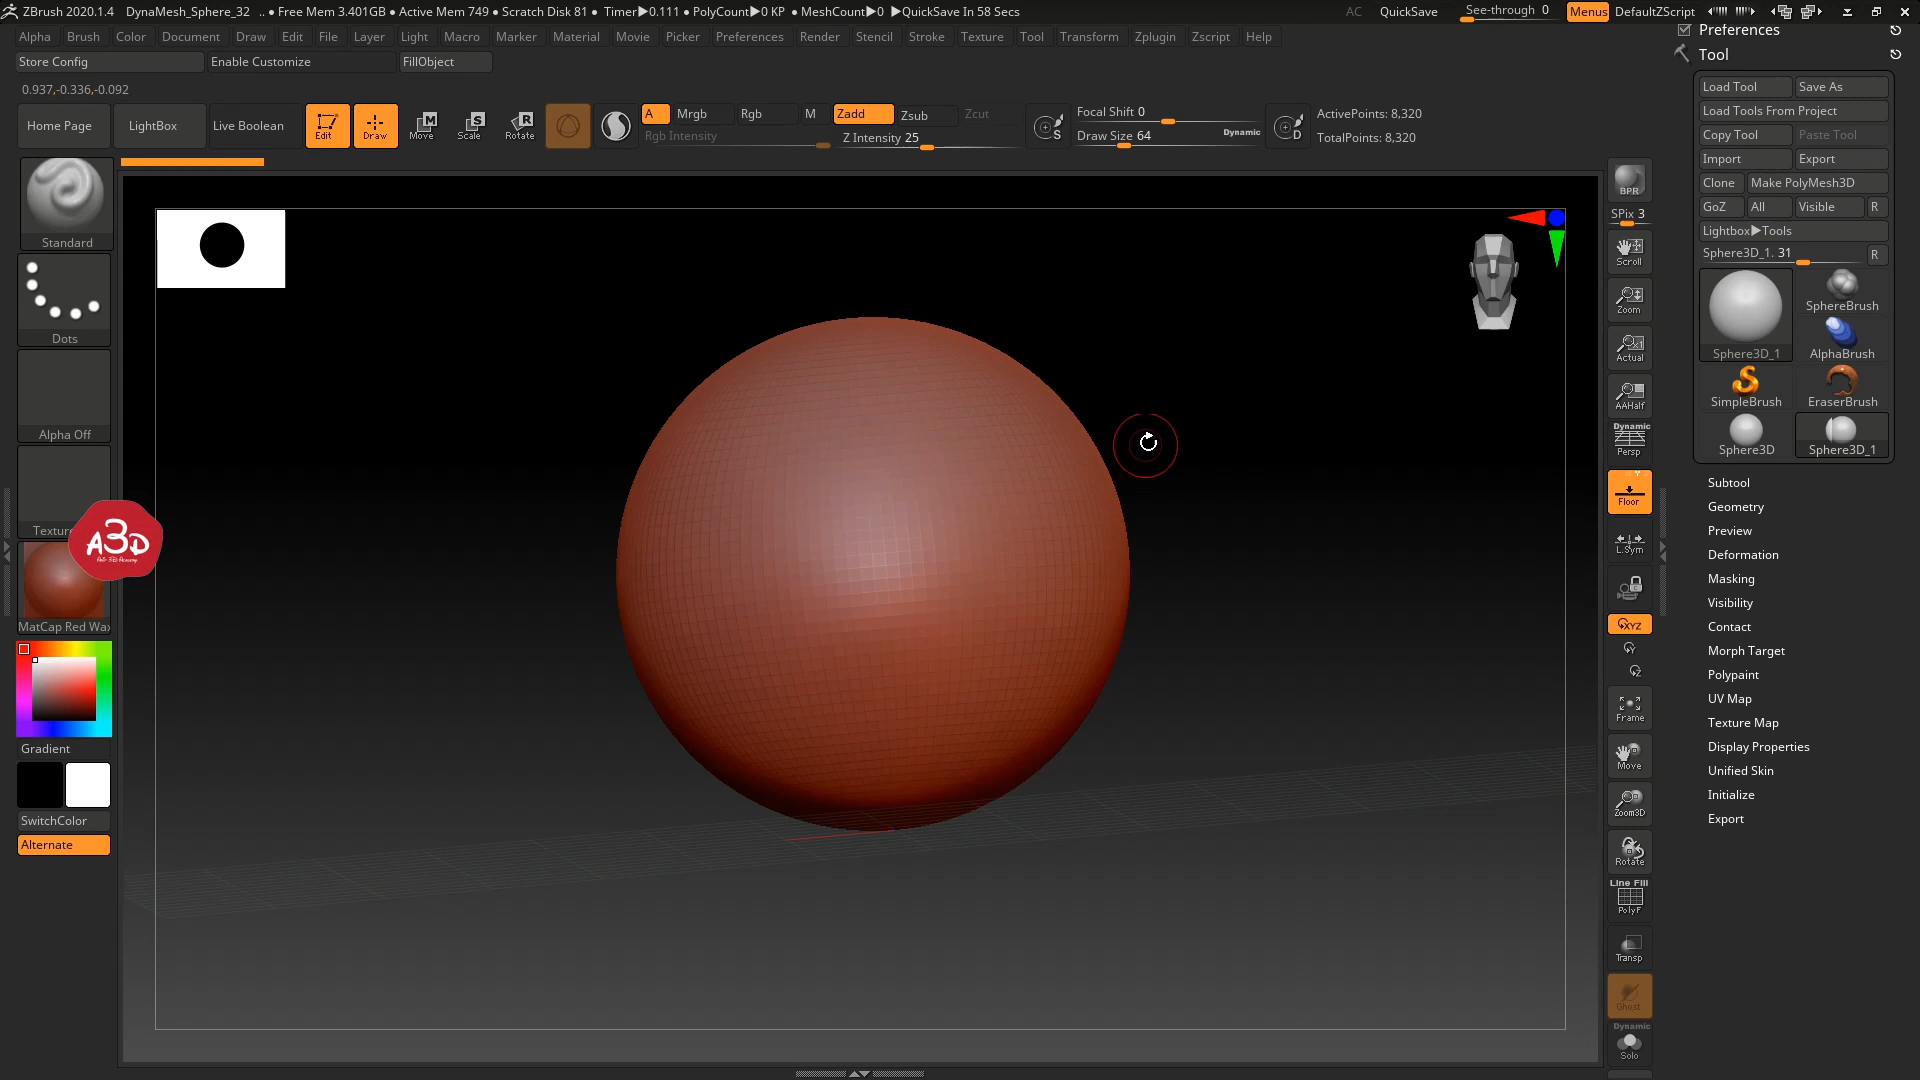 ZBrush 2020.1.4 DynaMesh_Sphere_32 .. ● Free Mem 3.401GB ● Active Mem 749 ● Scratch Disk 81 ● Timer▶0.111 ● PolyCount▶0 KP ● MeshCount▶0 ▶QuickSave In 58 Secs AC QuickSave See-through 0 Menus DefaultZScript
Alpha Brush Color Document Draw Edit File Layer Light Macro Marker Material Movie Picker Preferences Render Stencil Stroke Texture Tool Transform Zplugin Zscript Help
Store Config Enable Customize FillObject
0.937,-0.336,-0.092
Home Page LightBox Live Boolean Edit Draw Move Scale Rotate
M S R
A Mrgb Rgb M Zadd Zsub Zcut
Rgb Intensity Z Intensity 25
S Focal Shift 0
Draw Size 64 Dynamic
D ActivePoints: 8,320
TotalPoints: 8,320
Standard
Dots
Alpha Off
Texture
A3D
MatCap Red Wax
Gradient
SwitchColor
Alternate
BPR
SPix 3
Scroll
Zoom
Actual
AAHalf
Dynamic
Persp
Floor
L.Sym
XYZ
Y
Z
Frame
Move
Zoom3D
Rotate
Line Fill
PolyF
Transp
Ghost
Dynamic
Solo
Preferences
Tool
Load Tool Save As
Load Tools From Project
Copy Tool Paste Tool
Import Export
Clone Make PolyMesh3D
GoZ All Visible R
Lightbox▶Tools
Sphere3D_1. 31 R
Sphere3D_1 SphereBrush
AlphaBrush
SimpleBrush EraserBrush
Sphere3D Sphere3D_1
Subtool
Geometry
Preview
Deformation
Masking
Visibility
Contact
Morph Target
Polypaint
UV Map
Texture Map
Display Properties
Unified Skin
Initialize
Export